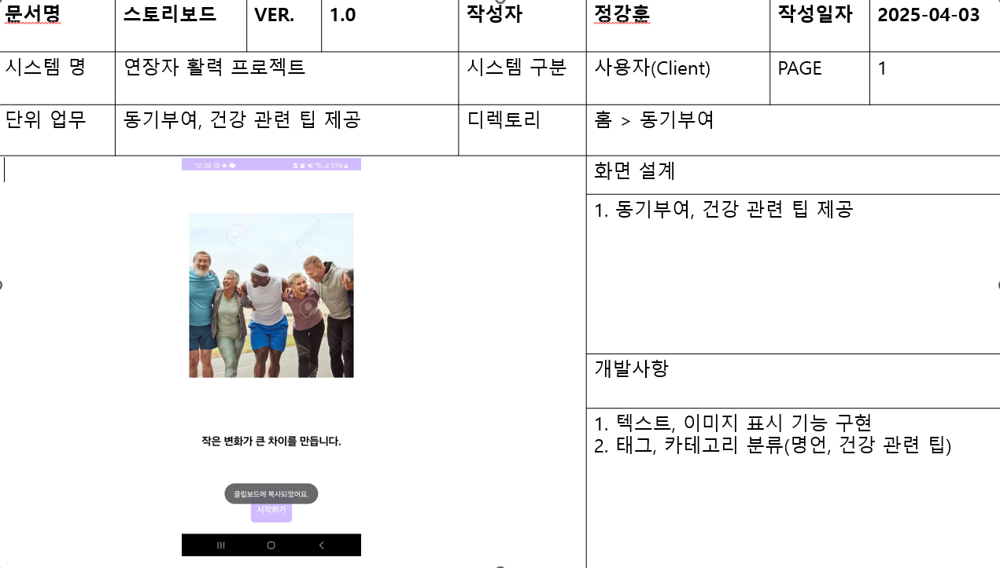 문서명 스토리보드 VER. 1.0 작성자 정강훈 작성일자 2025-04-03
시스템 명 연장자 활력 프로젝트 시스템 구분 사용자(Client) PAGE 1
단위 업무 동기부여, 건강 관련 팁 제공 디렉토리 홈 > 동기부여
12:39 51%
작은 변화가 큰 차이를 만듭니다.
클립보드에 복사되었어요.
시작하기
화면 설계
1. 동기부여, 건강 관련 팁 제공
개발사항
1. 텍스트, 이미지 표시 기능 구현
2. 태그, 카테고리 분류(명언, 건강 관련 팁)